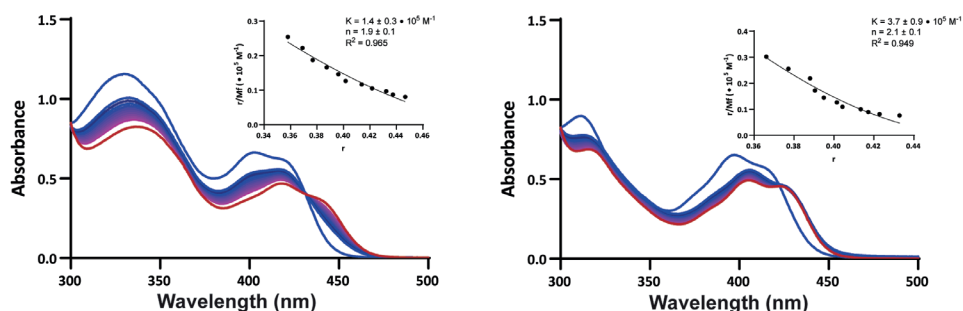 K = 1.4 ± 0.3 • 10⁵ M⁻¹
n = 1.9 ± 0.1
R² = 0.965
r/Mf (• 10⁵ M⁻¹)
0.4
0.3
0.2
0.1
0.0
0.34 0.36 0.38 0.40 0.42 0.44 0.46
r
Absorbance
1.5
1.0
0.5
0.0
300 350 400 450 500
Wavelength (nm)
K = 3.7 ± 0.9 • 10⁵ M⁻¹
n = 2.1 ± 0.1
R² = 0.949
r/Mf (• 10⁵ M⁻¹)
0.4
0.3
0.2
0.1
0.0
0.36 0.38 0.40 0.42 0.44
r
Absorbance
1.5
1.0
0.5
0.0
300 350 400 450 500
Wavelength (nm)